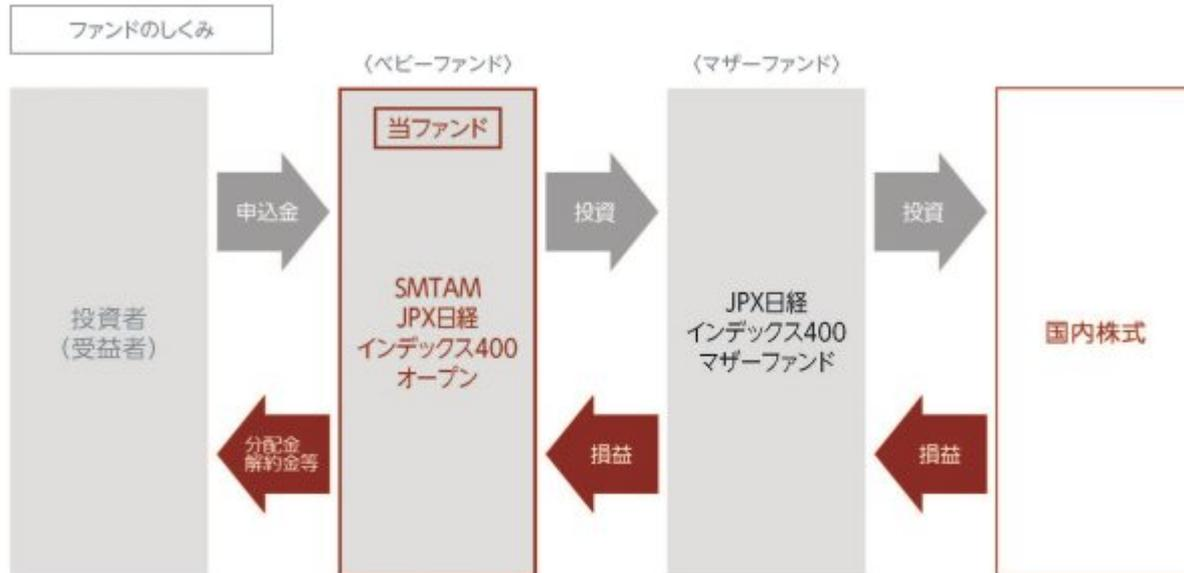 ファンドのしくみ
〈ベビーファンド〉
〈マザーファンド〉
投資者
(受益者)
申込金
分配金
解約金等
当ファンド
SMTAM
JPX日経
インデックス400
オープン
投資
損益
JPX日経
インデックス400
マザーファンド
投資
損益
国内株式